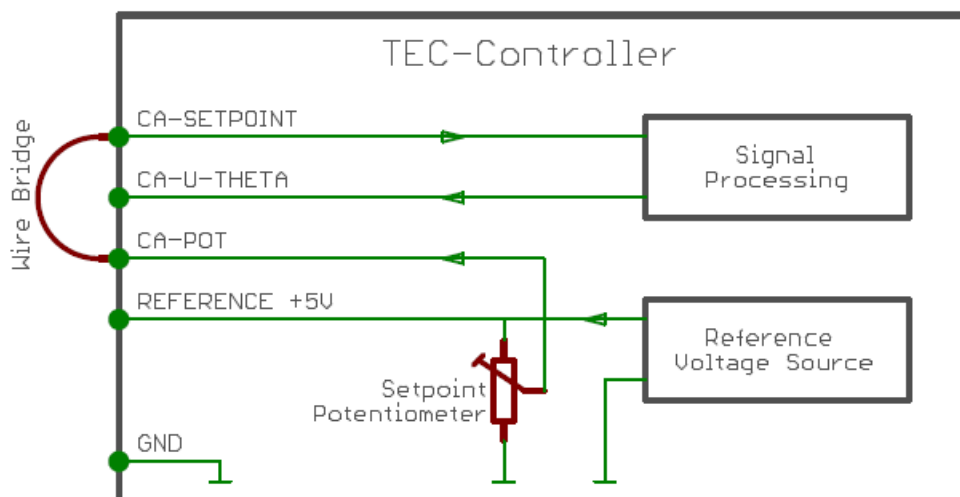 TEC-Controller
Wire Bridge
CA-SETPOINT
CA-U-THETA
CA-POT
REFERENCE +5V
GND
Signal
Processing
Reference
Voltage Source
Setpoint
Potentiometer